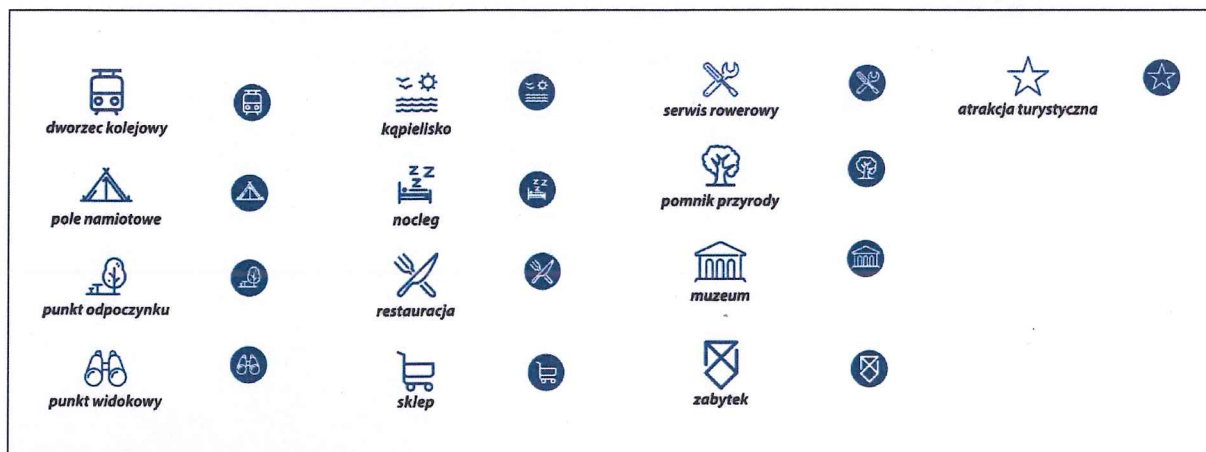 dworzec kolejowy
pole namiotowe
punkt odpoczynku
punkt widokowy
kąpielisko
nocleg
restauracja
sklep
serwis rowerowy
pomnik przyrody
muzeum
zabytek
atrakcja turystyczna